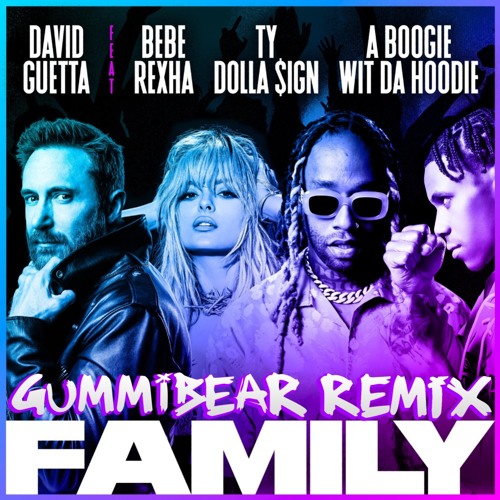 DAVID GUETTA
FEAT
BEBE REXHA
TY DOLLA $IGN
A BOOGIE WIT DA HOODIE
GUMMiBEAR REMiX
FAMILY